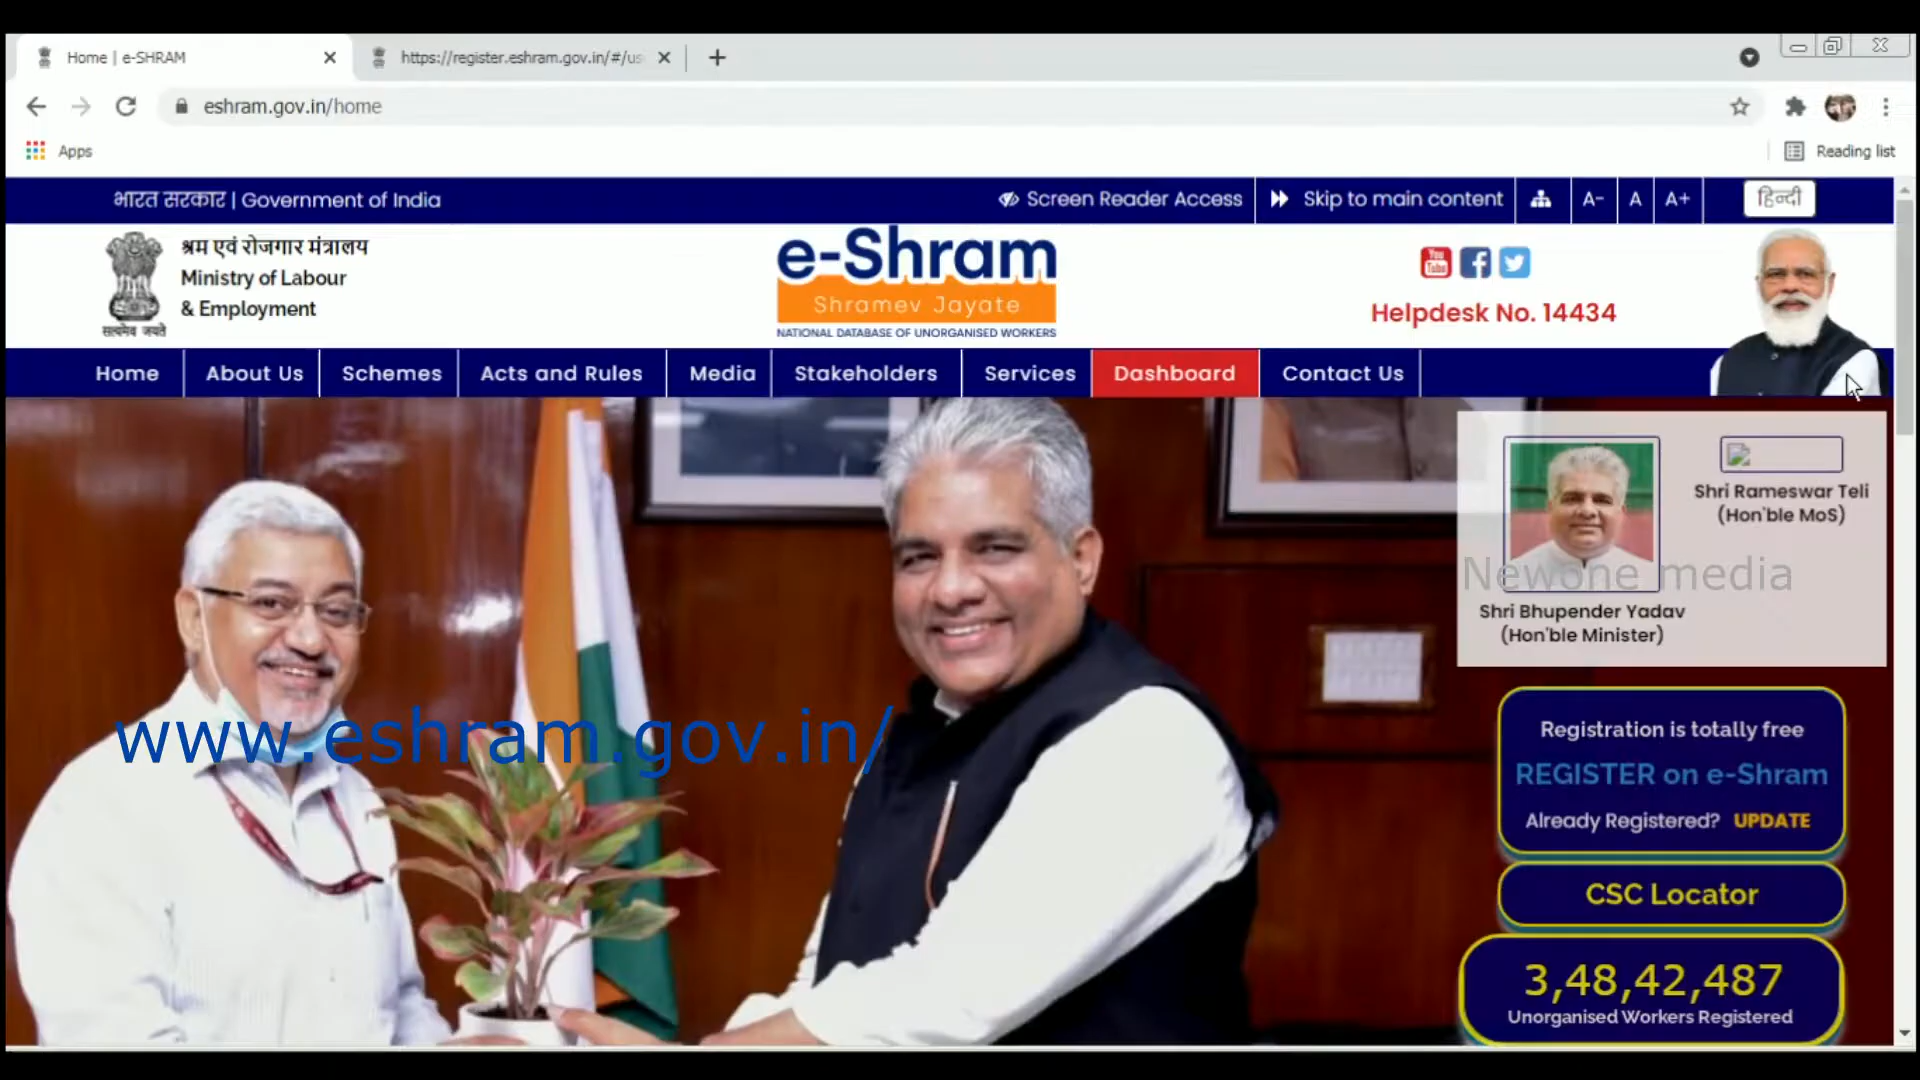 Home | e-SHRAM
https://register.eshram.gov.in/#/us
eshram.gov.in/home
Apps
Reading list
भारत सरकार | Government of India
Screen Reader Access
Skip to main content
A-
A
A+
हिन्दी
श्रम एवं रोजगार मंत्रालय
Ministry of Labour
& Employment
सत्यमेव जयते
e-Shram
Shramev Jayate
NATIONAL DATABASE OF UNORGANISED WORKERS
You
Tube
Helpdesk No. 14434
Home
About Us
Schemes
Acts and Rules
Media
Stakeholders
Services
Dashboard
Contact Us
Shri Rameswar Teli
(Hon'ble MoS)
Newone media
Shri Bhupender Yadav
(Hon'ble Minister)
www.eshram.gov.in/
Registration is totally free
REGISTER on e-Shram
Already Registered? UPDATE
CSC Locator
3,48,42,487
Unorganised Workers Registered